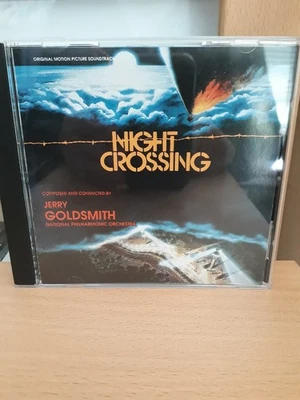 ORIGINAL MOTION PICTURE SOUNDTRACK
NIGHT
CROSSING
COMPOSED AND CONDUCTED BY
JERRY
GOLDSMITH
NATIONAL PHILHARMONIC ORCHESTRA